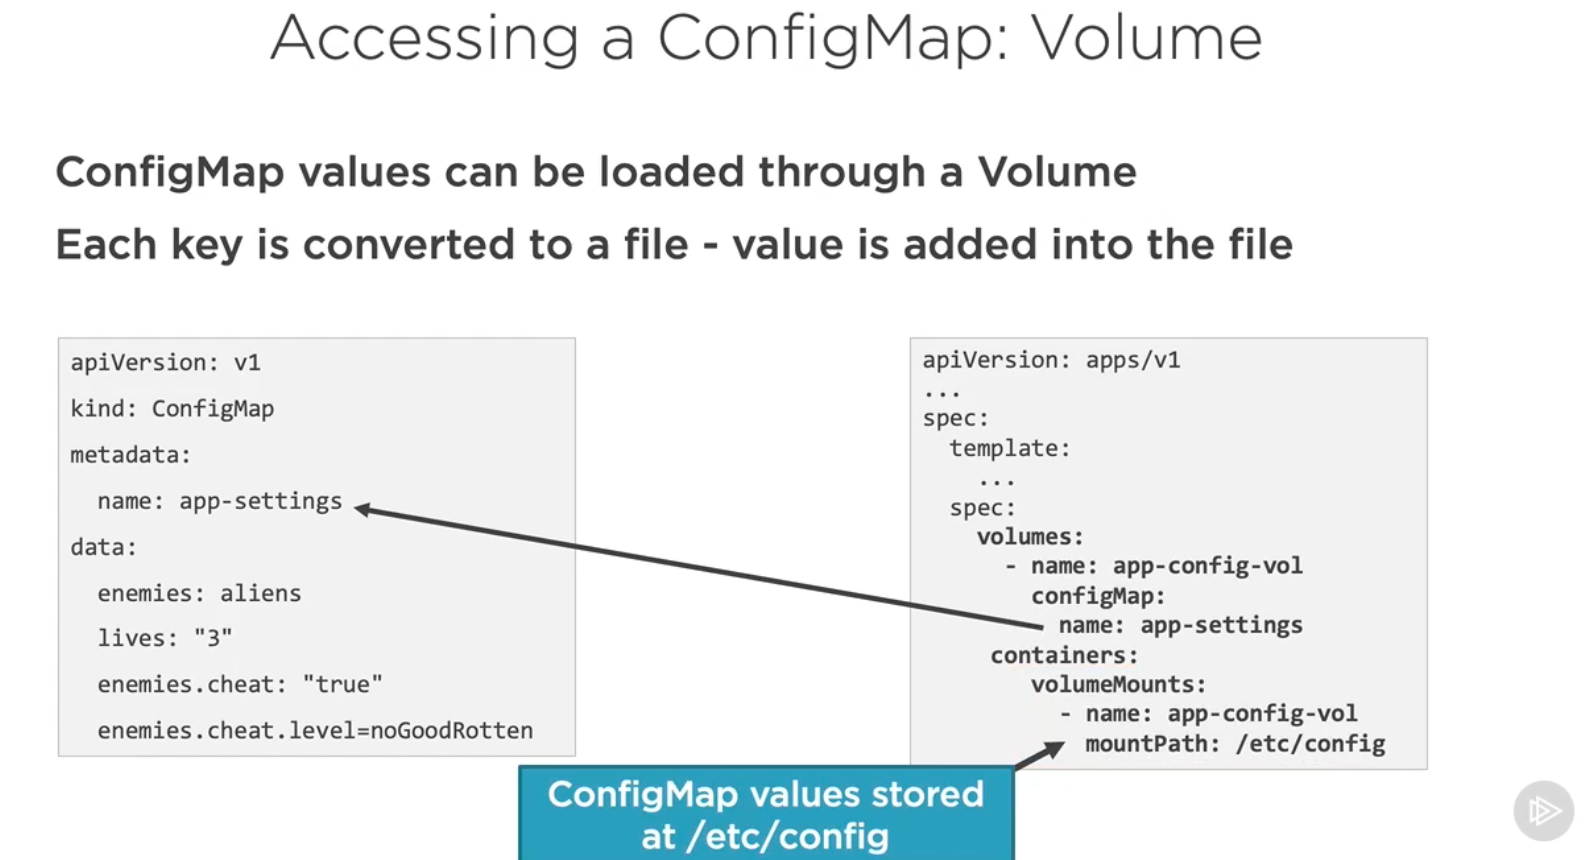 Accessing a ConfigMap: Volume
ConfigMap values can be loaded through a Volume
Each key is converted to a file - value is added into the file
apiVersion: v1
kind: ConfigMap
metadata:
  name: app-settings
data:
  enemies: aliens
  lives: "3"
  enemies.cheat: "true"
  enemies.cheat.level=noGoodRotten
apiVersion: apps/v1
...
spec:
  template:
    ...
  spec:
    volumes:
      - name: app-config-vol
        configMap:
          name: app-settings
     containers:
        volumeMounts:
          - name: app-config-vol
            mountPath: /etc/config
ConfigMap values stored
at /etc/config